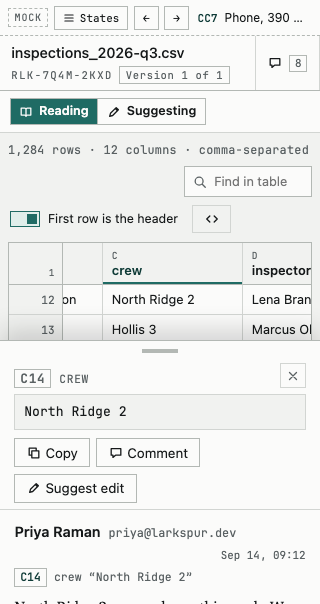 MOCK States ← → CC7 Phone, 390 ...
inspections_2026-q3.csv
RLK-7Q4M-2KXD Version 1 of 1
8
Reading Suggesting
1,284 rows · 12 columns · comma-separated
Find in table
First row is the header <>
C D
1 crew inspector
12 on North Ridge 2 Lena Bran
13 Hollis 3 Marcus Ol
C14 CREW
North Ridge 2
Copy Comment
Suggest edit
Priya Raman priya@larkspur.dev
Sep 14, 09:12
C14 crew “North Ridge 2”